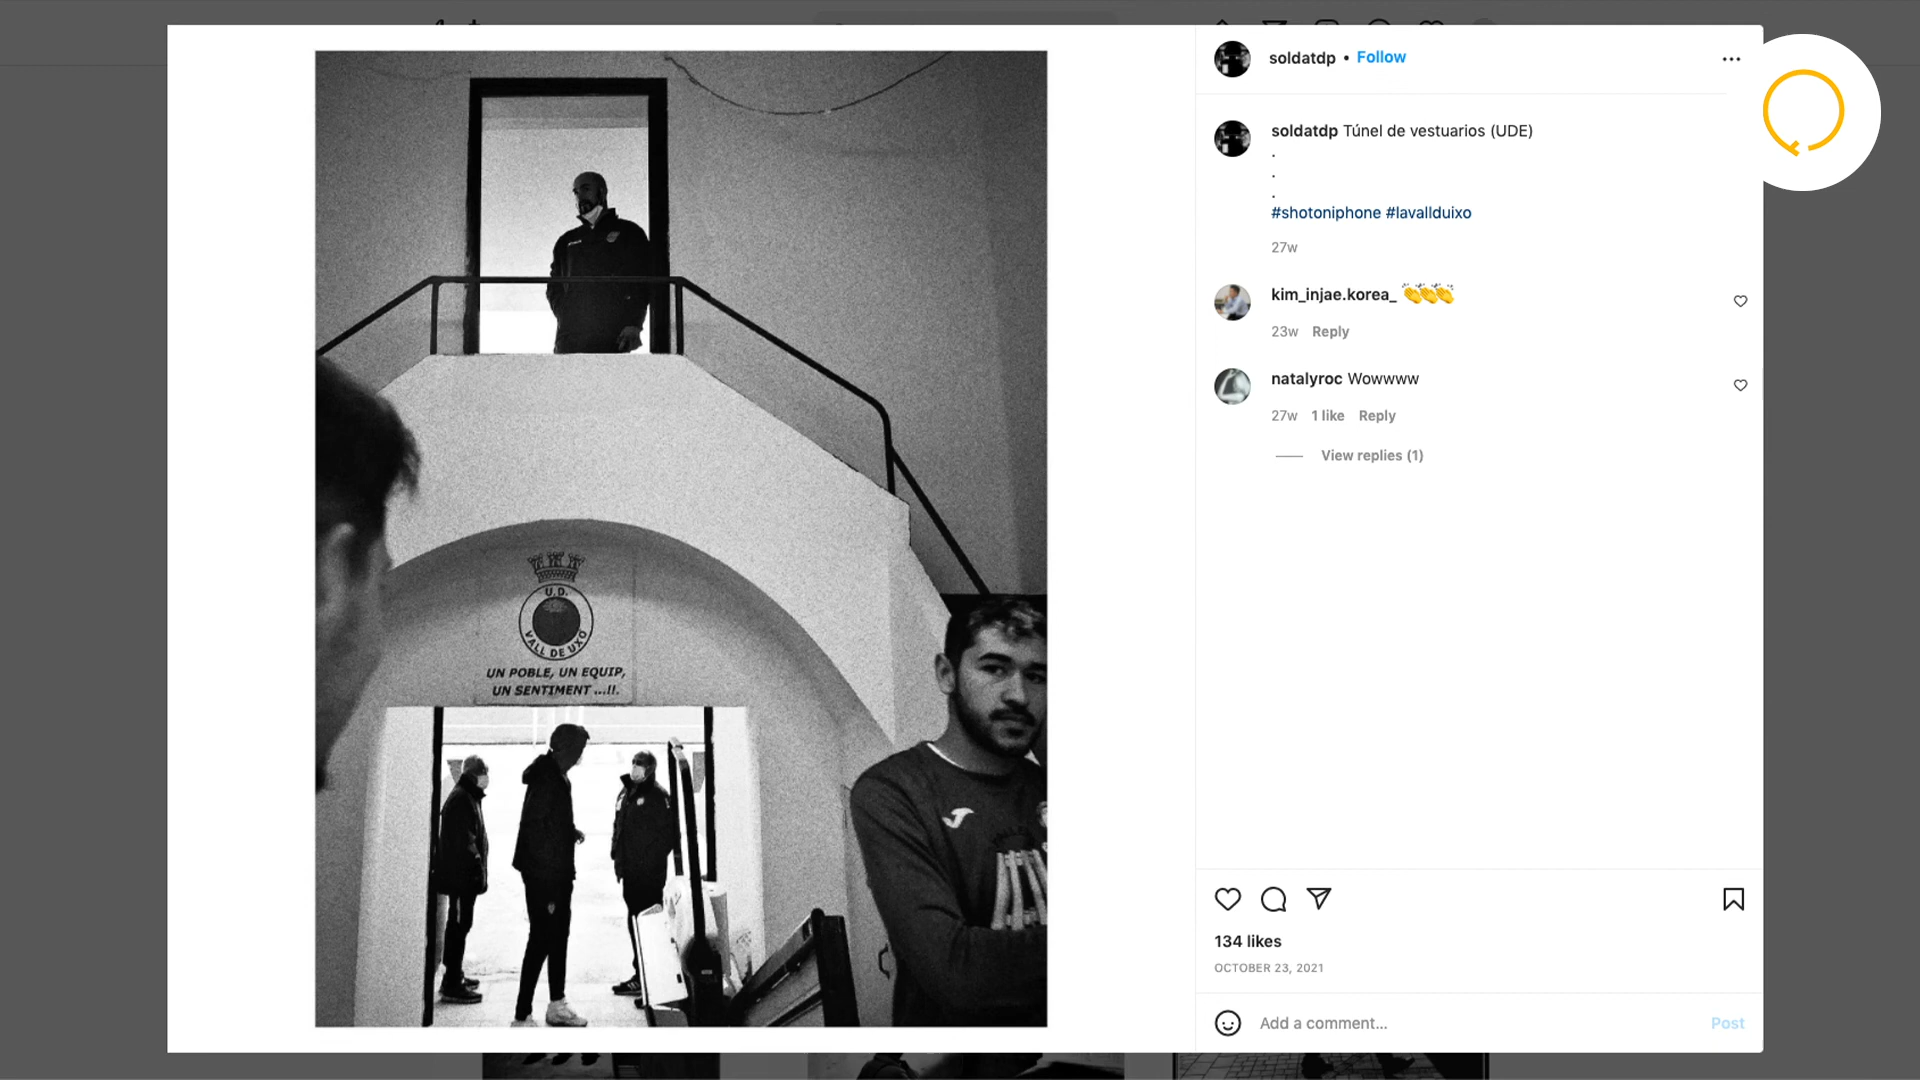 U.D.
VALL DE UXO
UN POBLE, UN EQUIP,
UN SENTIMENT ...!!.
soldatdp • Follow
soldatdp Túnel de vestuarios (UDE)
.
.
.
#shotoniphone #lavallduixo
27w
kim_injae.korea_ 👏👏👏
23w Reply
natalyroc Wowwww
27w 1 like Reply
View replies (1)
134 likes
OCTOBER 23, 2021
Add a comment...
Post